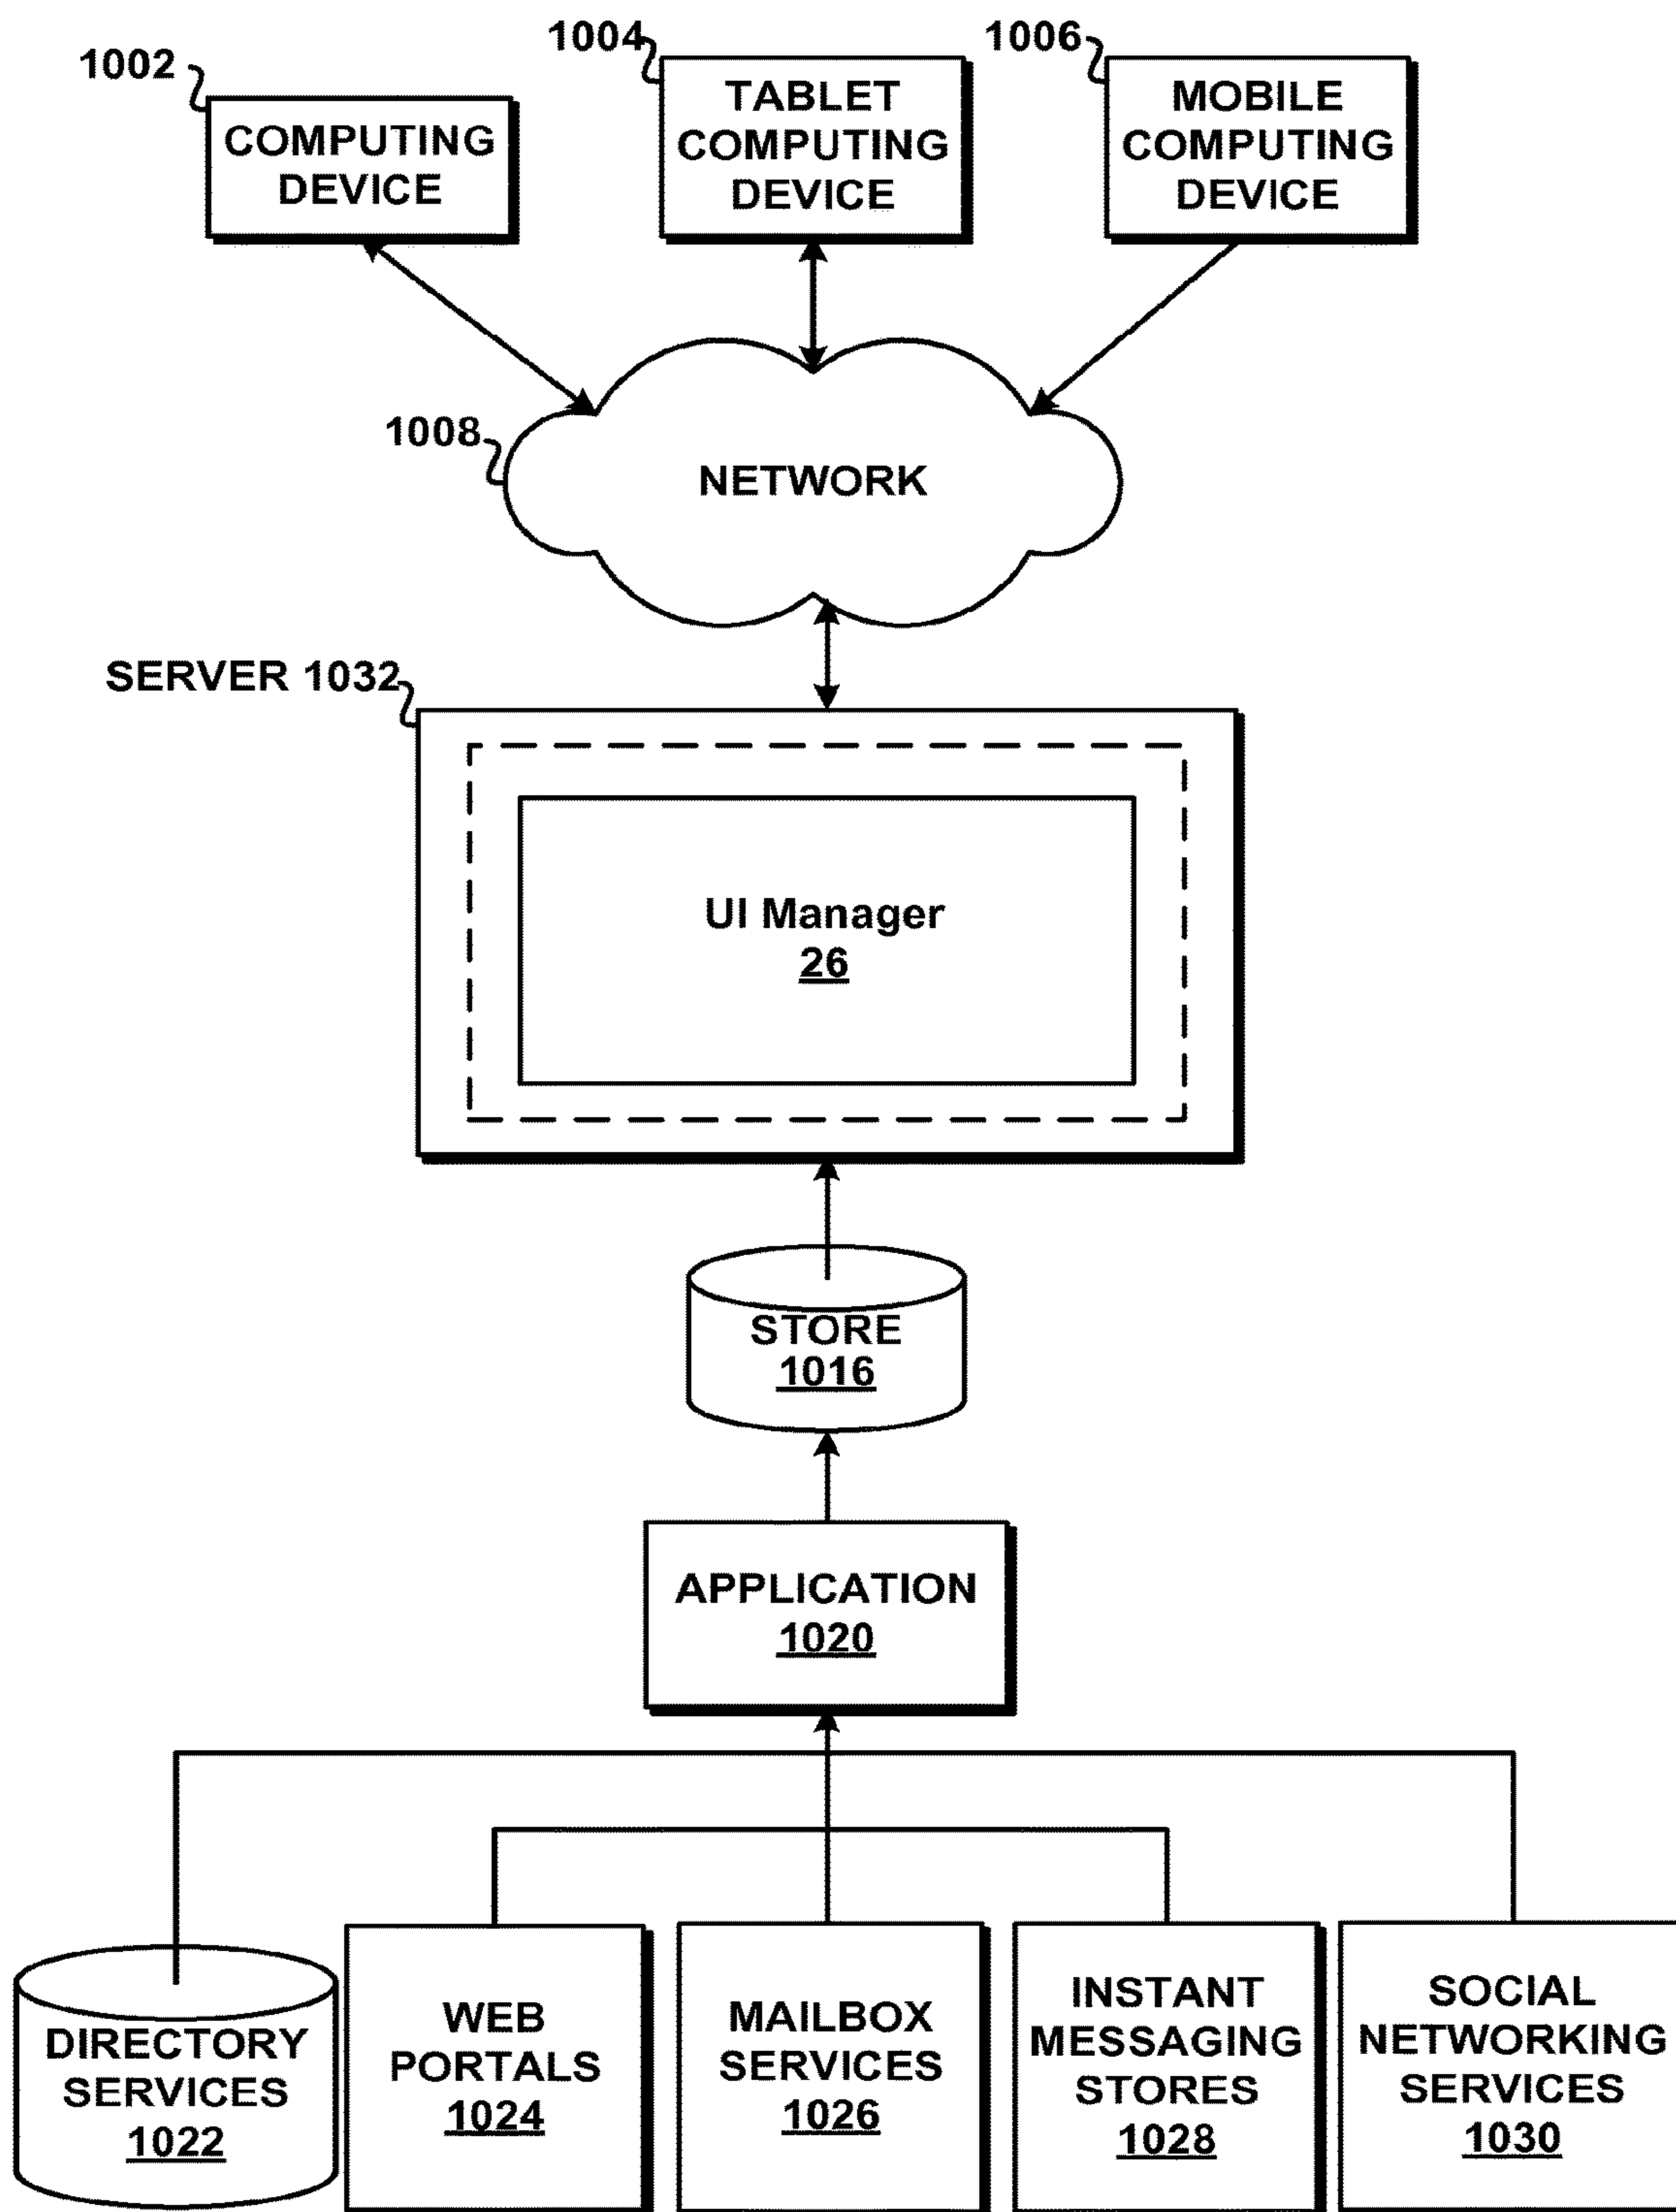 1002
COMPUTING
DEVICE
1004
TABLET
COMPUTING
DEVICE
1006
MOBILE
COMPUTING
DEVICE
1008
NETWORK
SERVER 1032
UI Manager
26
STORE
1016
APPLICATION
1020
DIRECTORY
SERVICES
1022
WEB
PORTALS
1024
MAILBOX
SERVICES
1026
INSTANT
MESSAGING
STORES
1028
SOCIAL
NETWORKING
SERVICES
1030